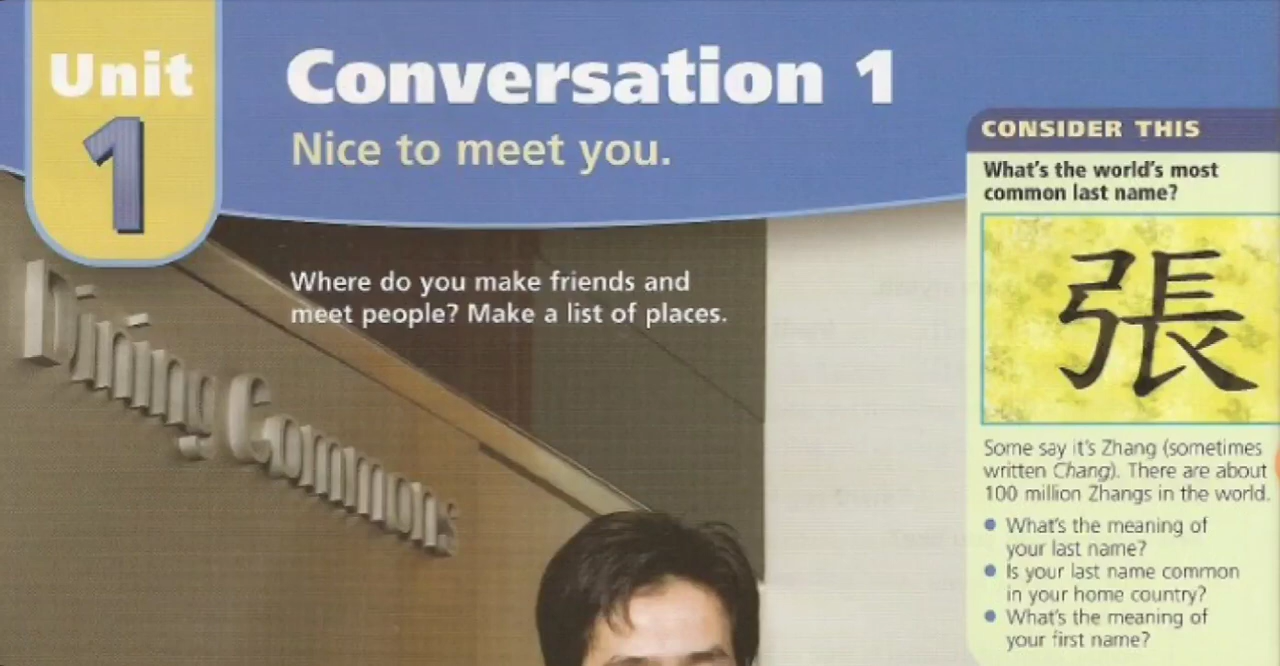 Unit
1
Conversation 1
Nice to meet you.
Where do you make friends and
meet people? Make a list of places.
Dining Commons
CONSIDER THIS
What's the world's most
common last name?
張
Some say it's Zhang (sometimes
written Chang). There are about
100 million Zhangs in the world.
● What's the meaning of
your last name?
● Is your last name common
in your home country?
● What's the meaning of
your first name?